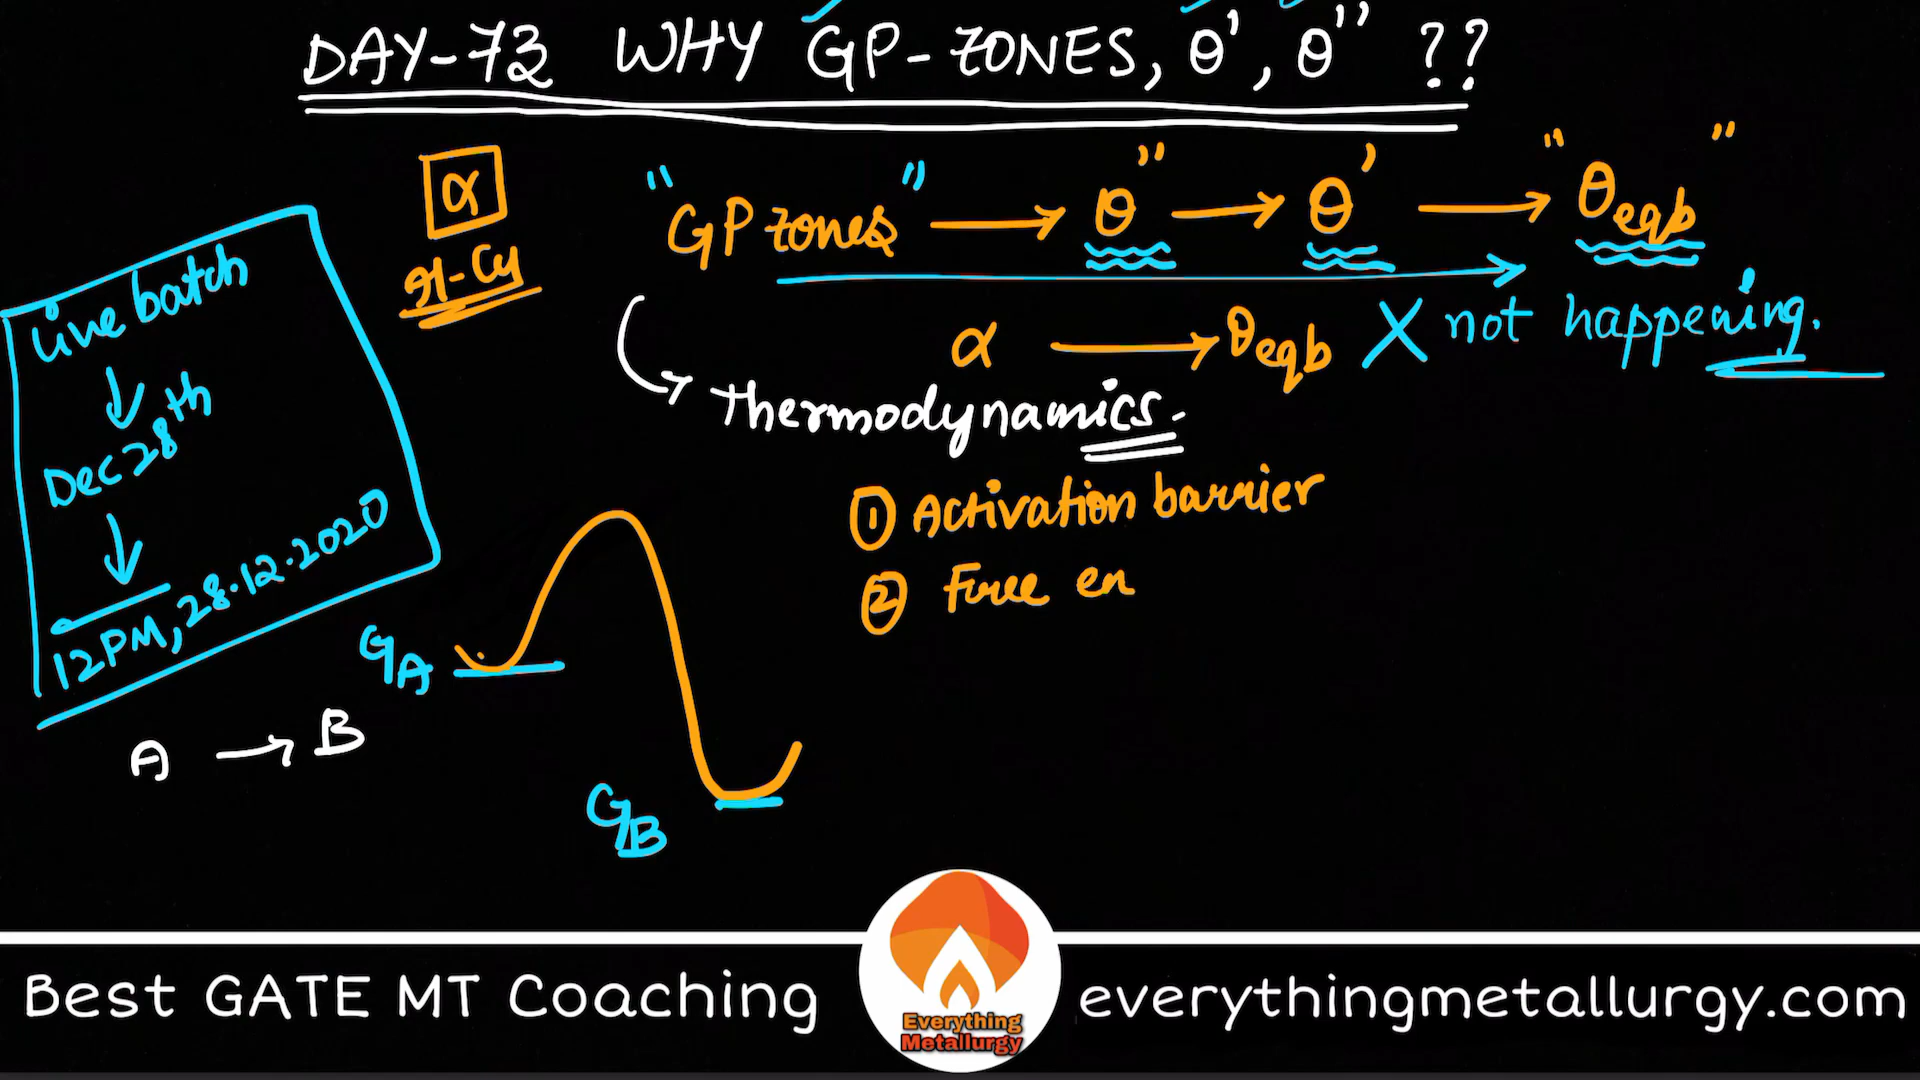 DAY-73 WHY GP-ZONES, θ', θ'' ??
α
Al-Cu
"GP zones" → θ'' → θ' → "θeqb"
α → θeqb X not happening.
Thermodynamics.
① Activation barrier
② Free en
Live batch
↓
Dec 28th
↓
12PM, 28.12.2020
A → B
GA
GB
Best GATE MT Coaching
Everything
Metallurgy
everythingmetallurgy.com